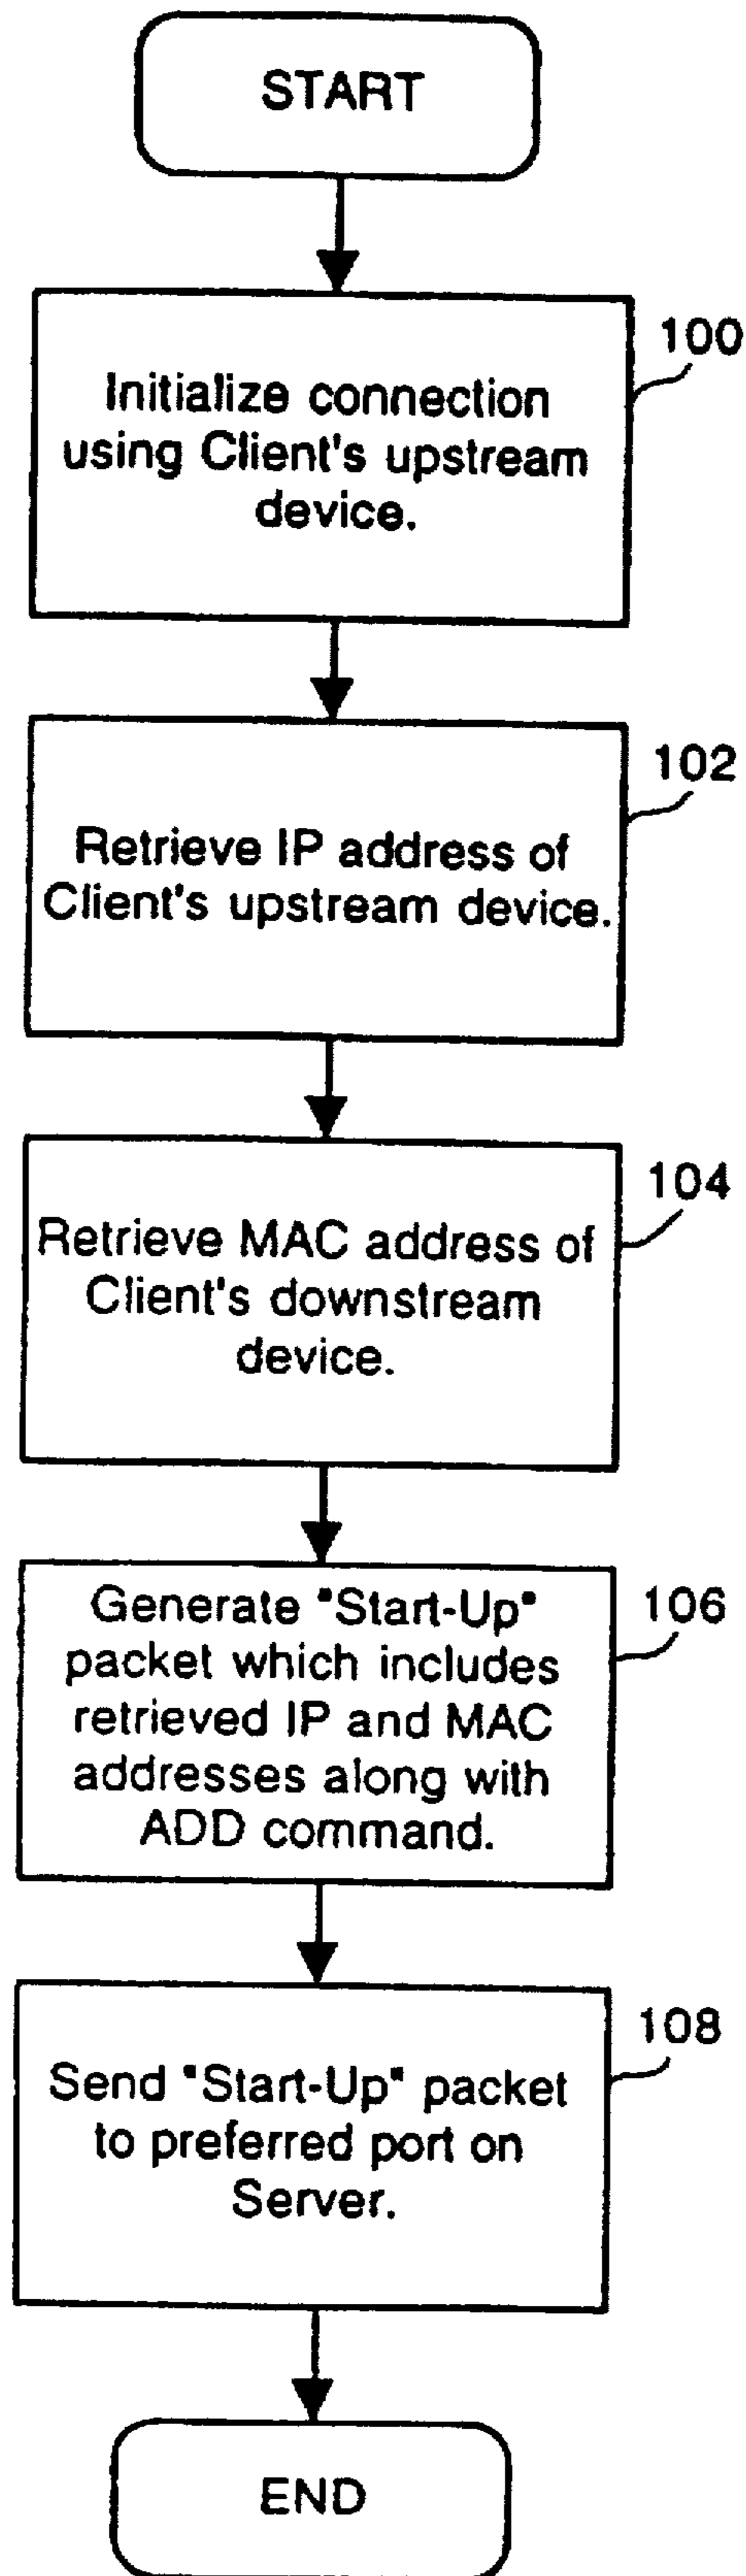 START
100
Initialize connection
using Client's upstream
device.
102
Retrieve IP address of
Client's upstream device.
104
Retrieve MAC address of
Client's downstream
device.
106
Generate "Start-Up"
packet which includes
retrieved IP and MAC
addresses along with
ADD command.
108
Send "Start-Up" packet
to preferred port on
Server.
END